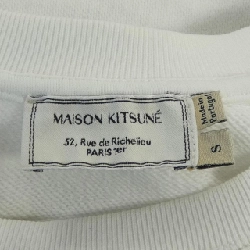 MAISON KITSUNÉ
52, Rue de Richelieu
PARIS 1er
Made in
Portugal
S